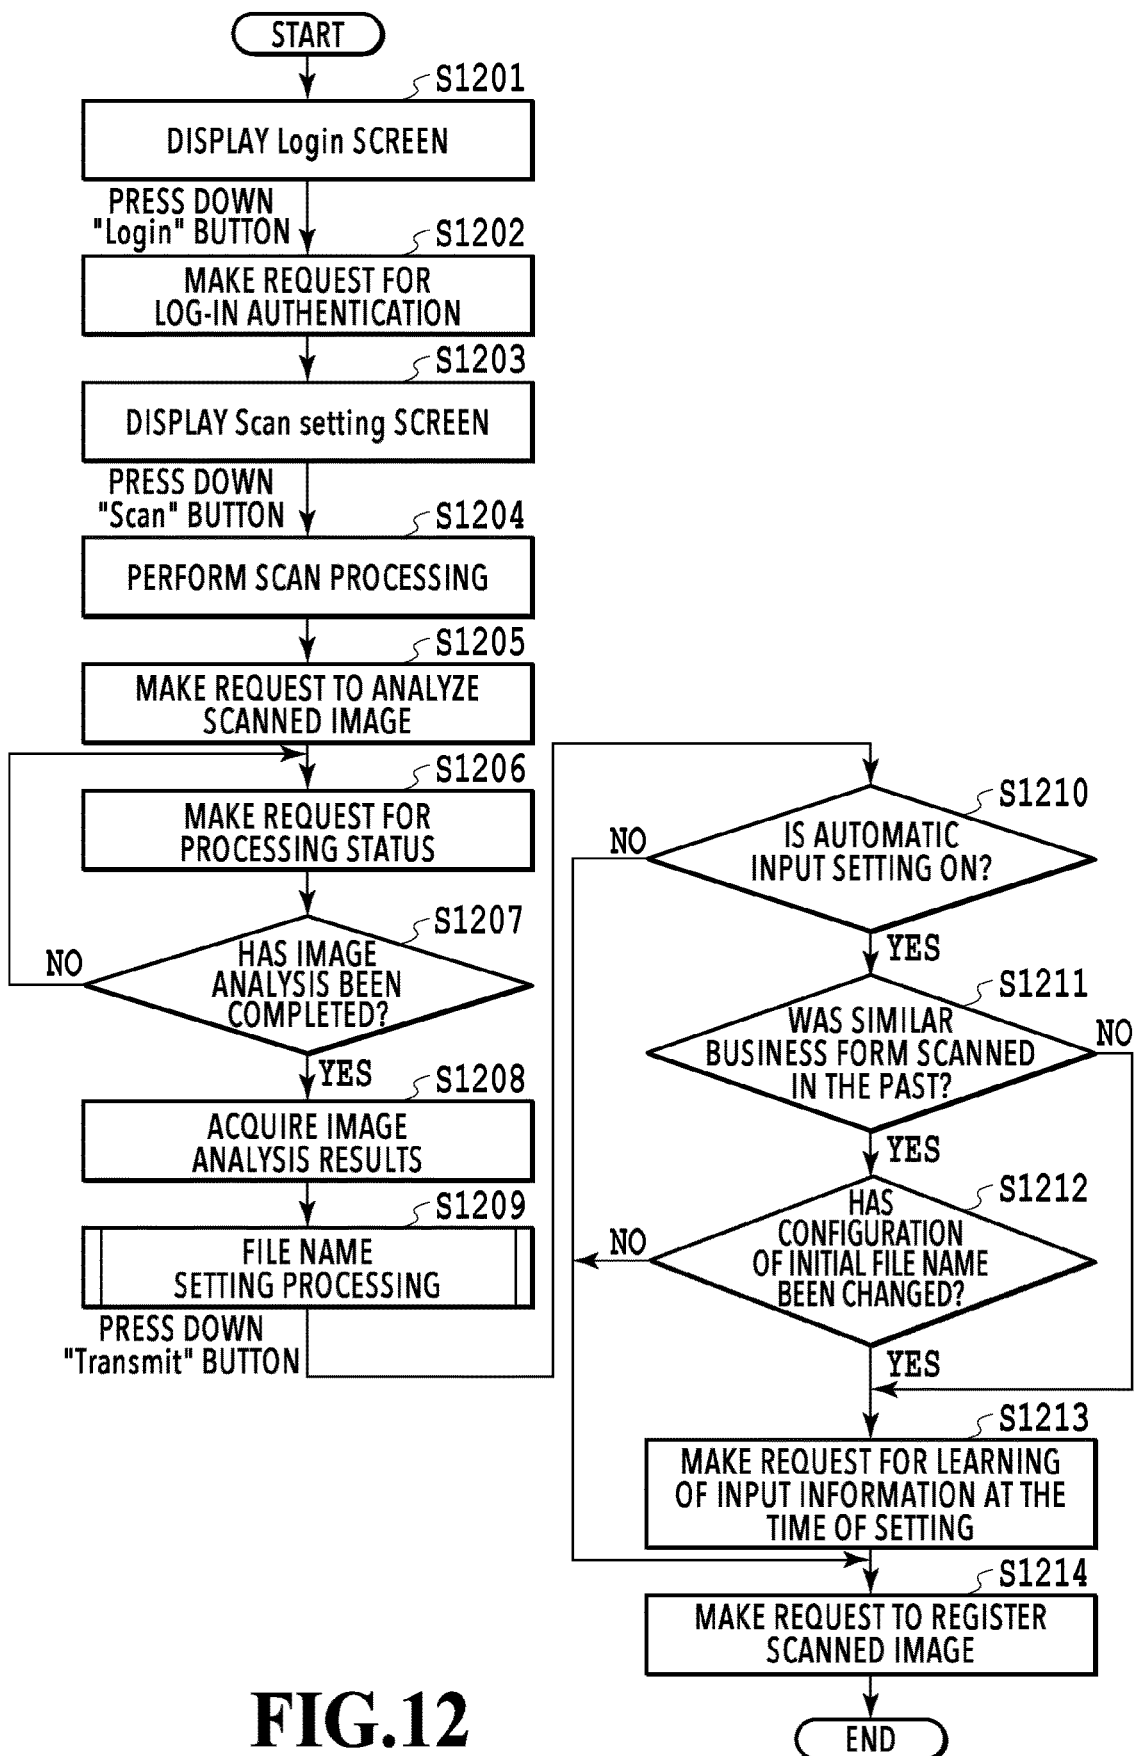 START
S1201
DISPLAY Login SCREEN
PRESS DOWN
"Login" BUTTON
S1202
MAKE REQUEST FOR
LOG-IN AUTHENTICATION
S1203
DISPLAY Scan setting SCREEN
PRESS DOWN
"Scan" BUTTON
S1204
PERFORM SCAN PROCESSING
S1205
MAKE REQUEST TO ANALYZE
SCANNED IMAGE
S1206
MAKE REQUEST FOR
PROCESSING STATUS
S1207
HAS IMAGE
ANALYSIS BEEN
COMPLETED?
NO
YES
S1208
ACQUIRE IMAGE
ANALYSIS RESULTS
S1209
FILE NAME
SETTING PROCESSING
PRESS DOWN
"Transmit" BUTTON
S1210
IS AUTOMATIC
INPUT SETTING ON?
NO
YES
S1211
WAS SIMILAR
BUSINESS FORM SCANNED
IN THE PAST?
NO
YES
S1212
HAS
CONFIGURATION
OF INITIAL FILE NAME
BEEN CHANGED?
NO
YES
S1213
MAKE REQUEST FOR LEARNING
OF INPUT INFORMATION AT THE
TIME OF SETTING
S1214
MAKE REQUEST TO REGISTER
SCANNED IMAGE
END
FIG.12